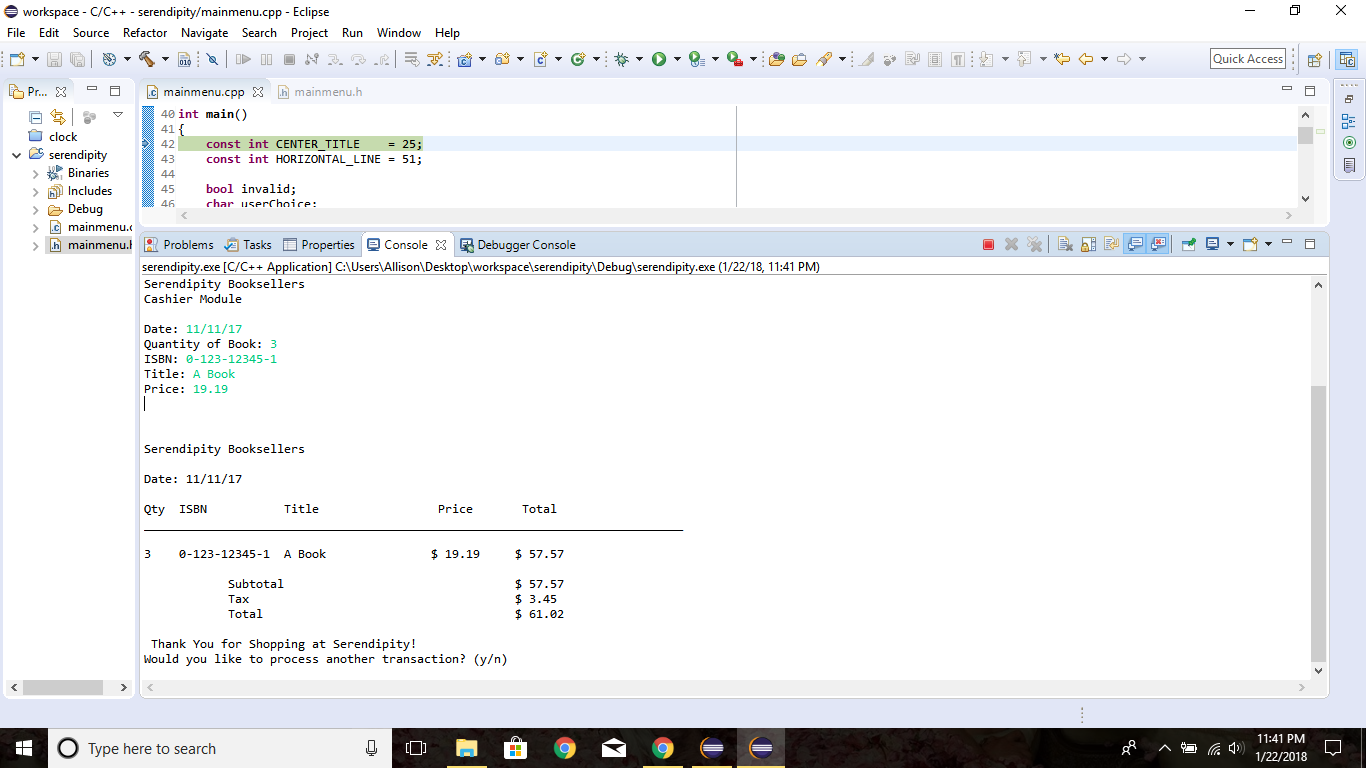 workspace - C/C++ - serendipity/mainmenu.cpp - Eclipse
File Edit Source Refactor Navigate Search Project Run Window Help
Quick Access
Pr...
mainmenu.cpp
mainmenu.h
clock
serendipity
Binaries
Includes
Debug
mainmenu.c
mainmenu.h
40 int main()
41 {
42 const int CENTER_TITLE = 25;
43 const int HORIZONTAL_LINE = 51;
44
45 bool invalid;
46 char userChoice;
Problems Tasks Properties Console Debugger Console
serendipity.exe [C/C++ Application] C:\Users\Allison\Desktop\workspace\serendipity\Debug\serendipity.exe (1/22/18, 11:41 PM)
Serendipity Booksellers
Cashier Module
Date: 11/11/17
Quantity of Book: 3
ISBN: 0-123-12345-1
Title: A Book
Price: 19.19
Serendipity Booksellers
Date: 11/11/17
Qty ISBN Title Price Total
3 0-123-12345-1 A Book $ 19.19 $ 57.57
Subtotal $ 57.57
Tax $ 3.45
Total $ 61.02
Thank You for Shopping at Serendipity!
Would you like to process another transaction? (y/n)
Type here to search
11:41 PM
1/22/2018